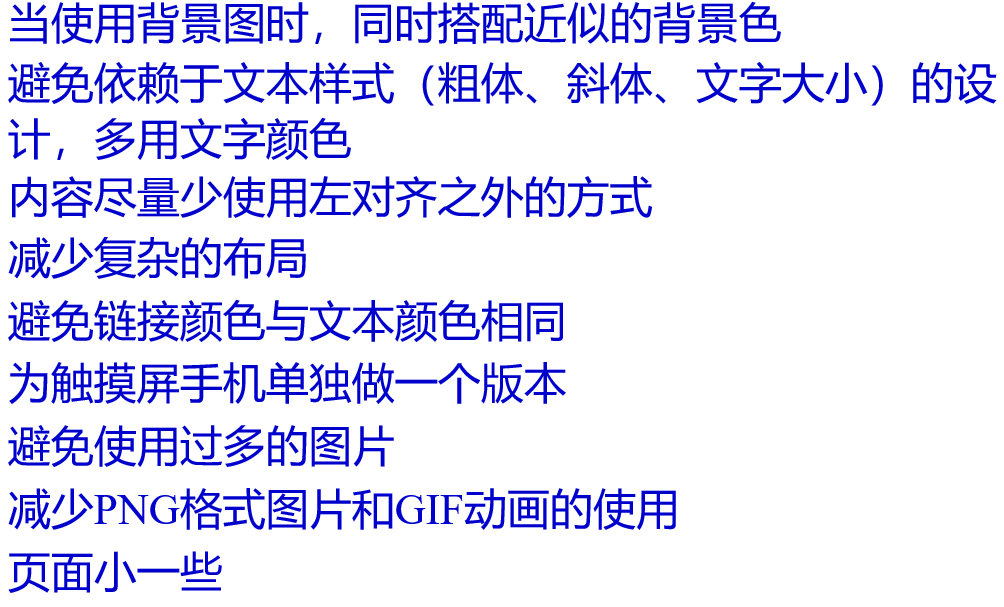 当使用背景图时，同时搭配近似的背景色
避免依赖于文本样式（粗体、斜体、文字大小）的设
计，多用文字颜色
内容尽量少使用左对齐之外的方式
减少复杂的布局
避免链接颜色与文本颜色相同
为触摸屏手机单独做一个版本
避免使用过多的图片
减少PNG格式图片和GIF动画的使用
页面小一些